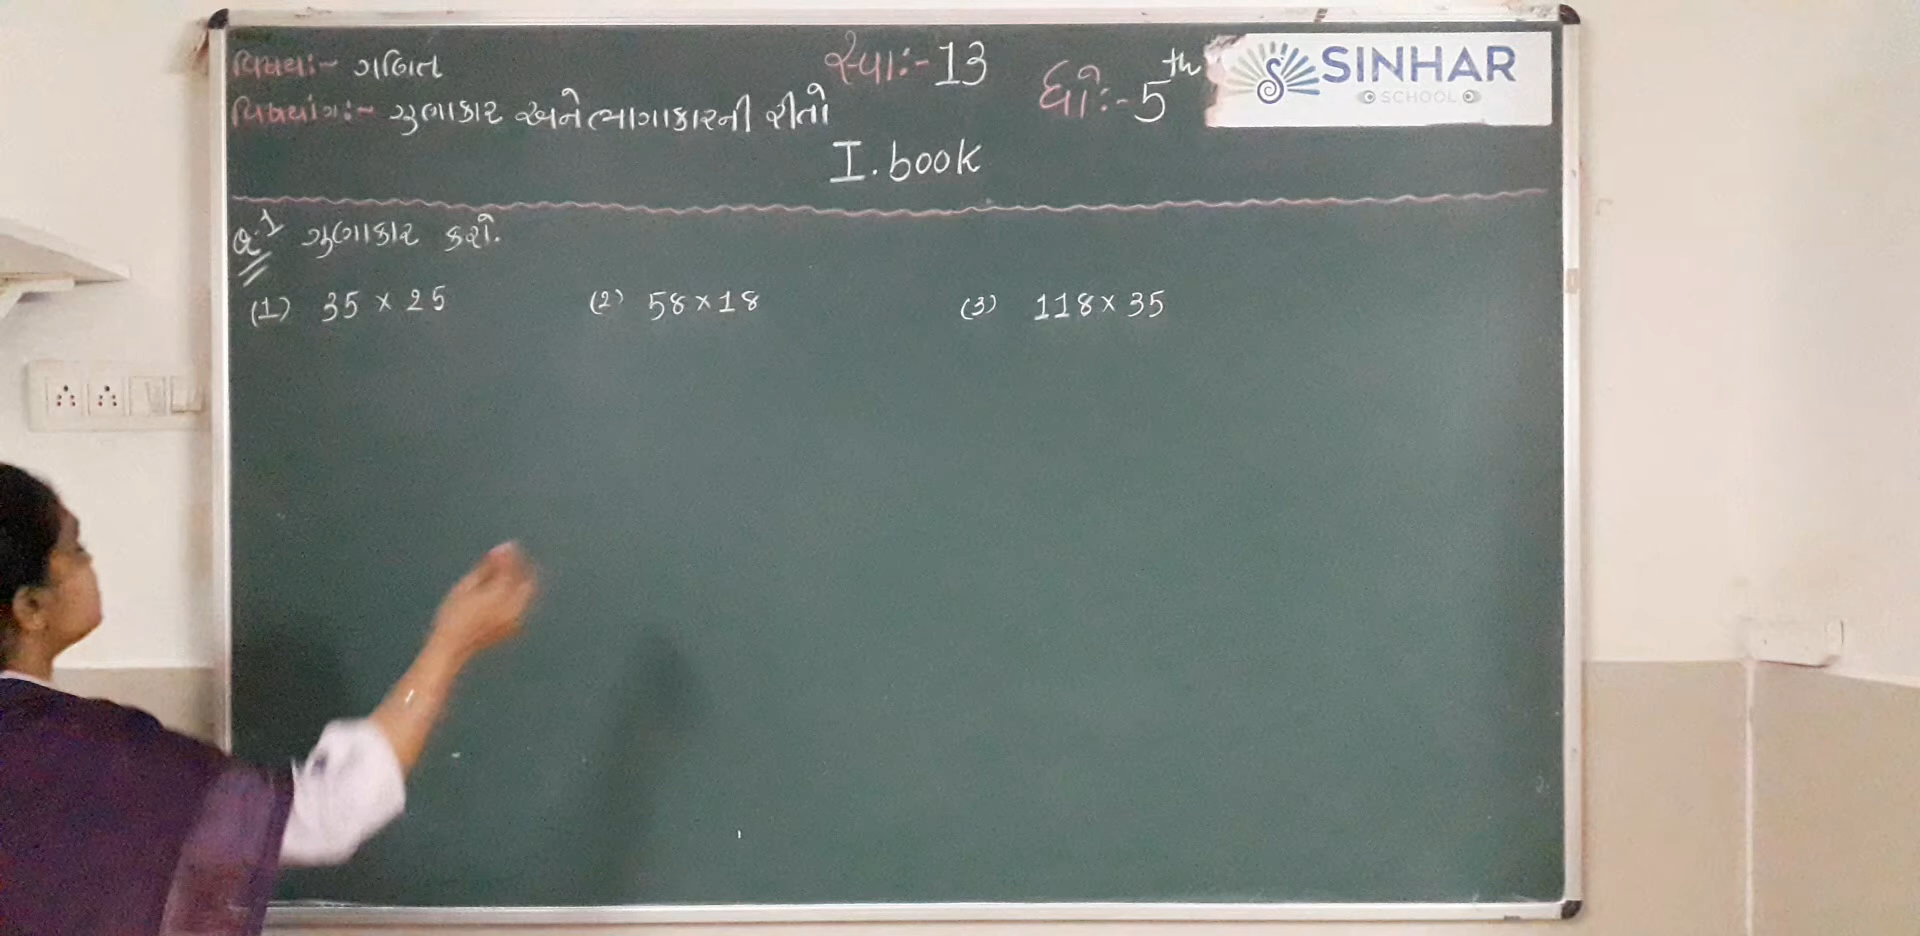 વિષય:- ગણિત
સ્વા:- 13
ધો:- 5th
SINHAR
SCHOOL
વિષયાંગ:- ગુણાકાર અને ભાગાકારની રીતો
I. book
Q-1 ગુણાકાર કરો.
(1) 35 × 25 (2) 58 × 18 (3) 118 × 35